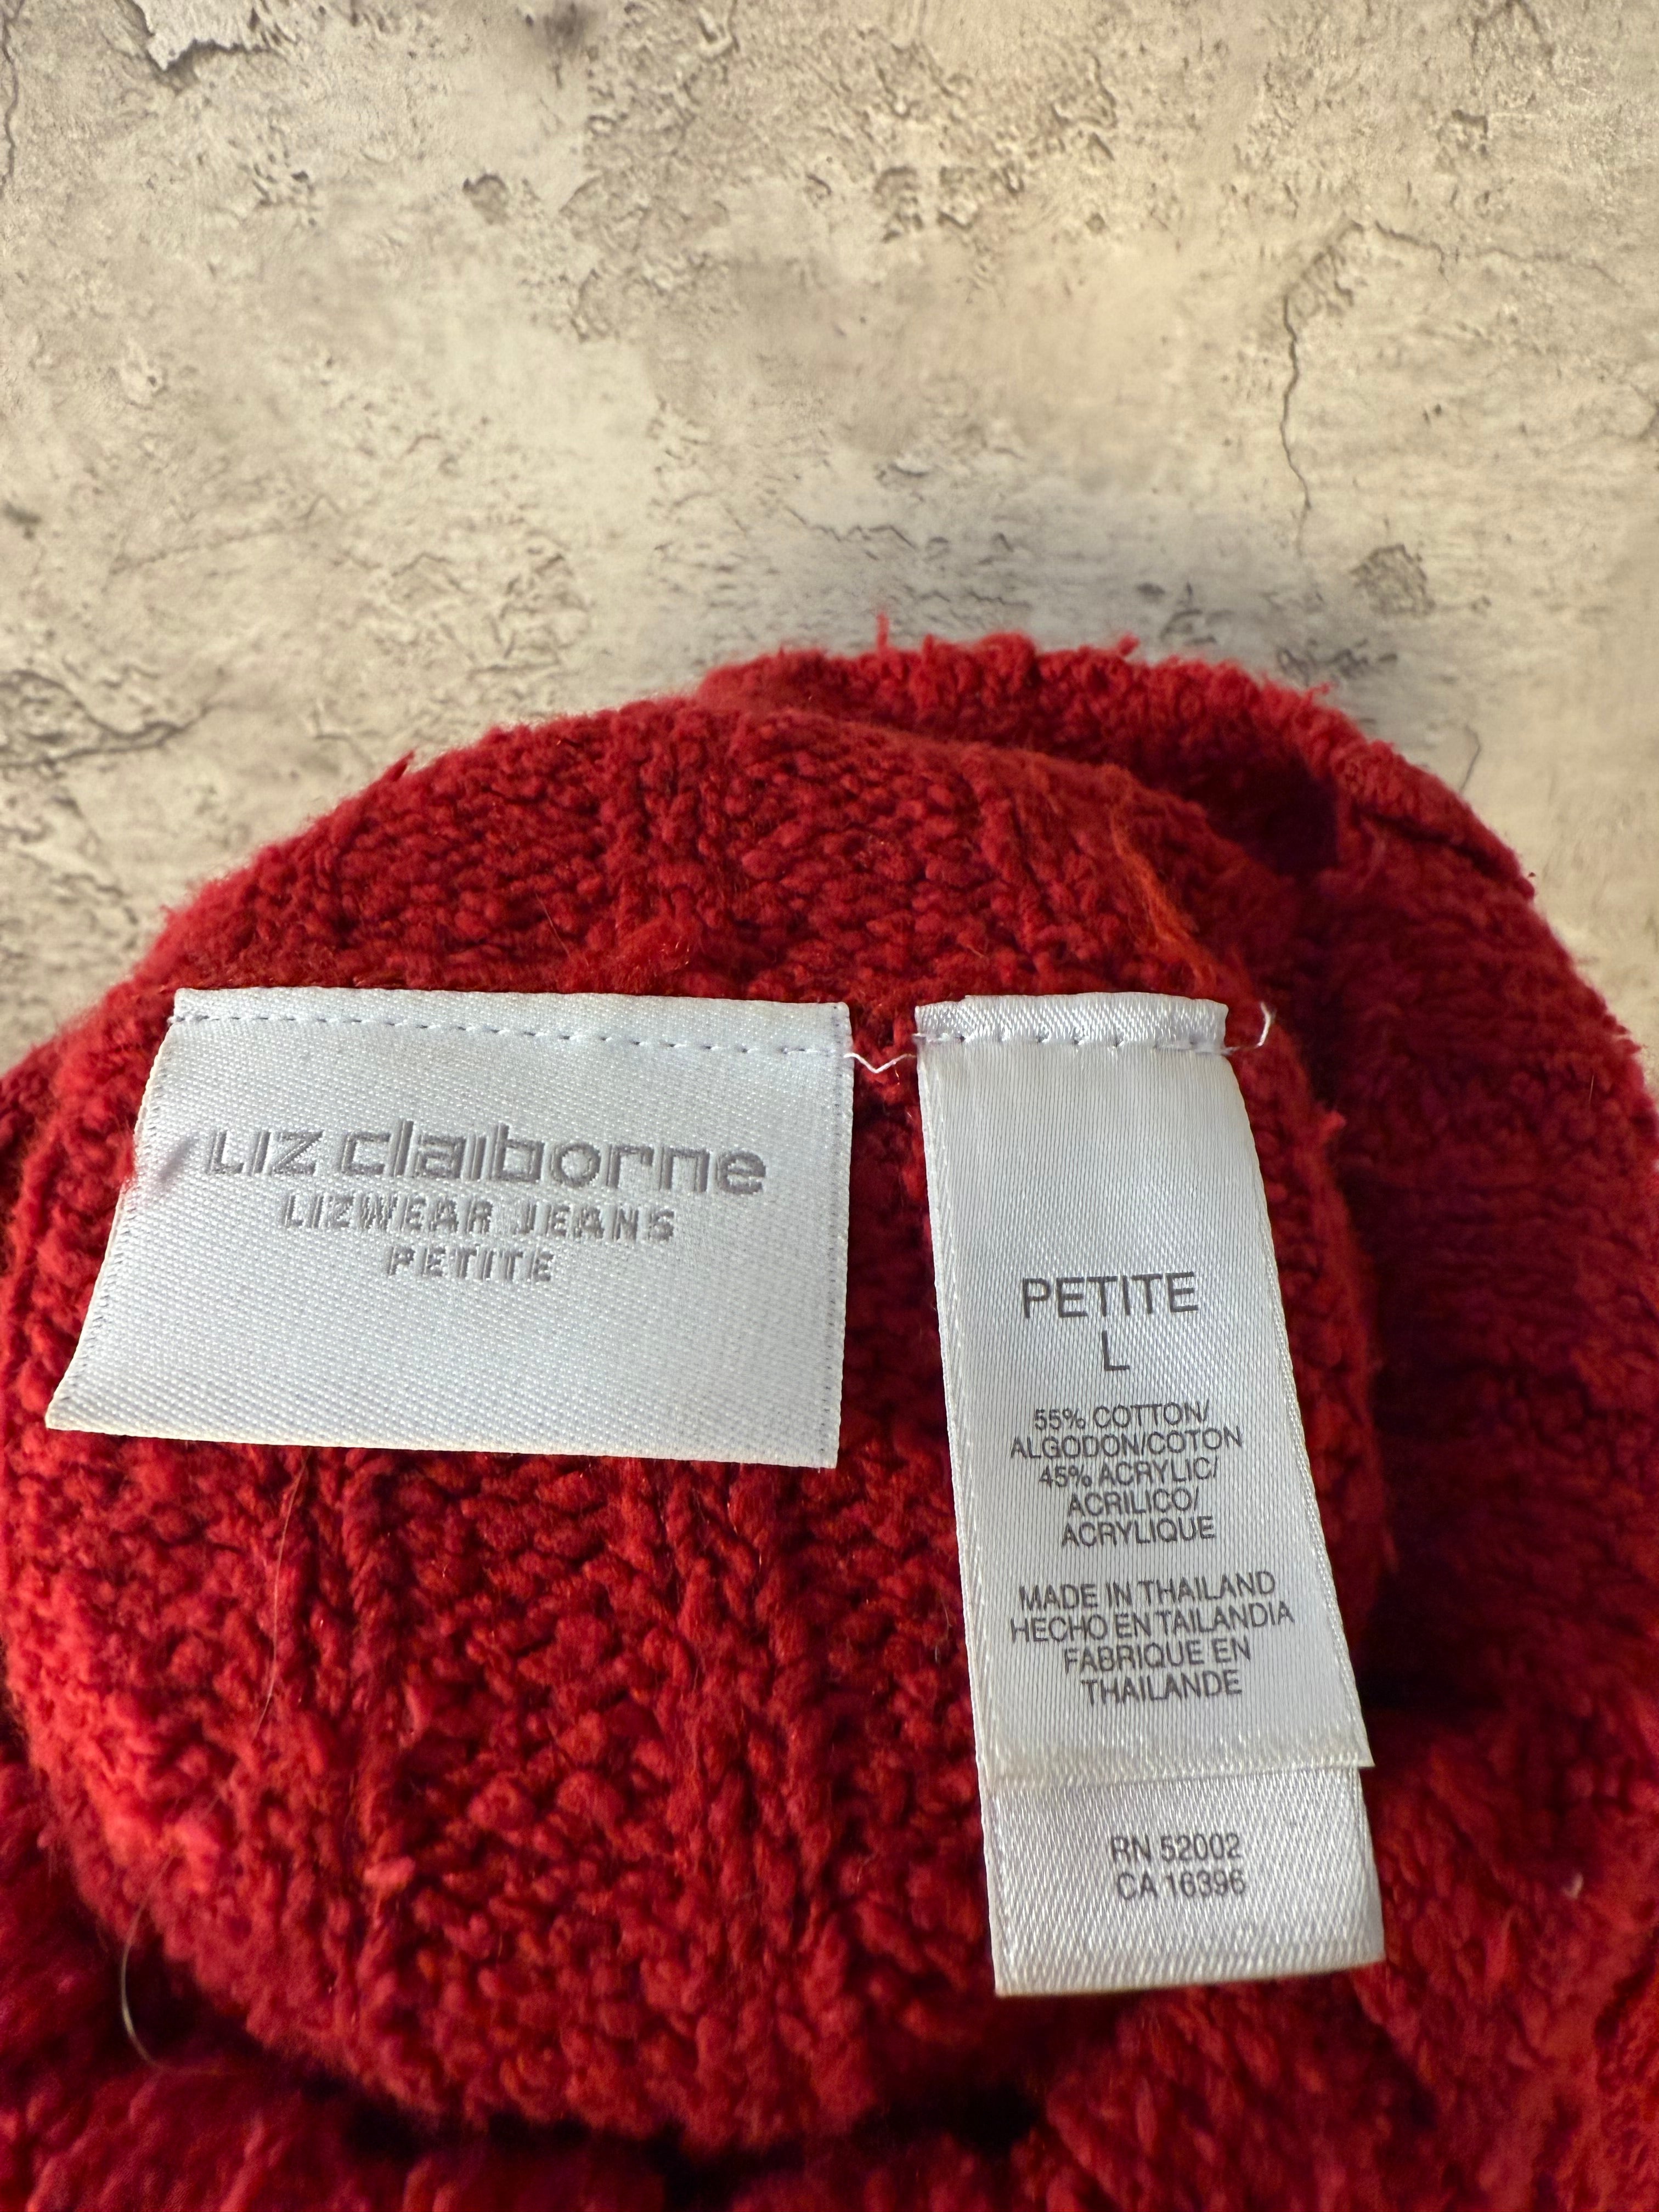 LIZ claiborne
LIZWEAR JEANS
PETITE
PETITE
L
55% COTTON/
ALGODON/COTON
45% ACRYLIC/
ACRILICO/
ACRYLIQUE
MADE IN THAILAND
HECHO EN TAILANDIA
FABRIQUE EN
THAILANDE
RN 52002
CA 16396